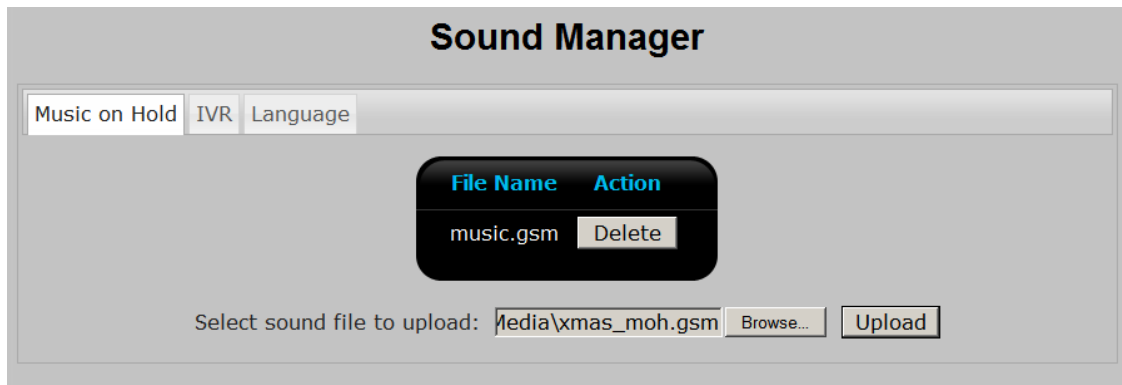 Sound Manager
Music on Hold IVR Language
File Name Action
music.gsm Delete
Select sound file to upload: Media\xmas_moh.gsm Browse... Upload